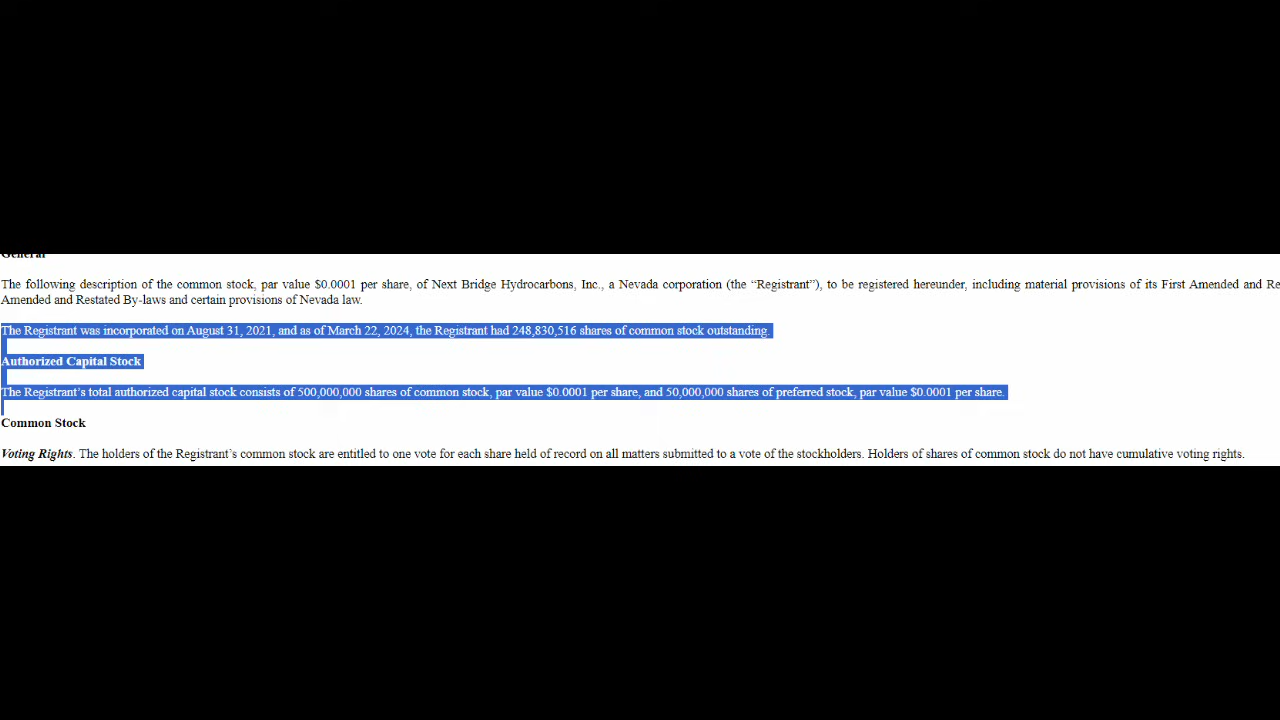 General
The following description of the common stock, par value $0.0001 per share, of Next Bridge Hydrocarbons, Inc., a Nevada corporation (the “Registrant”), to be registered hereunder, including material provisions of its First Amended and Re
Amended and Restated By-laws and certain provisions of Nevada law.
The Registrant was incorporated on August 31, 2021, and as of March 22, 2024, the Registrant had 248,830,516 shares of common stock outstanding.
Authorized Capital Stock
The Registrant’s total authorized capital stock consists of 500,000,000 shares of common stock, par value $0.0001 per share, and 50,000,000 shares of preferred stock, par value $0.0001 per share.
Common Stock
Voting Rights. The holders of the Registrant’s common stock are entitled to one vote for each share held of record on all matters submitted to a vote of the stockholders. Holders of shares of common stock do not have cumulative voting rights.